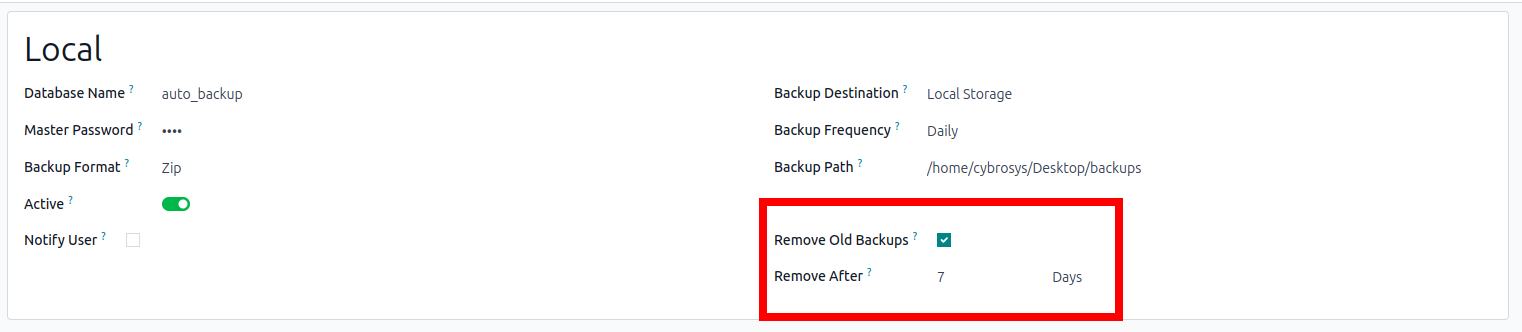 Local
Database Name ? auto_backup
Backup Destination ? Local Storage
Master Password ? ••••
Backup Frequency ? Daily
Backup Format ? Zip
Backup Path ? /home/cybrosys/Desktop/backups
Active ?
Notify User ?
Remove Old Backups ?
Remove After ? 7 Days